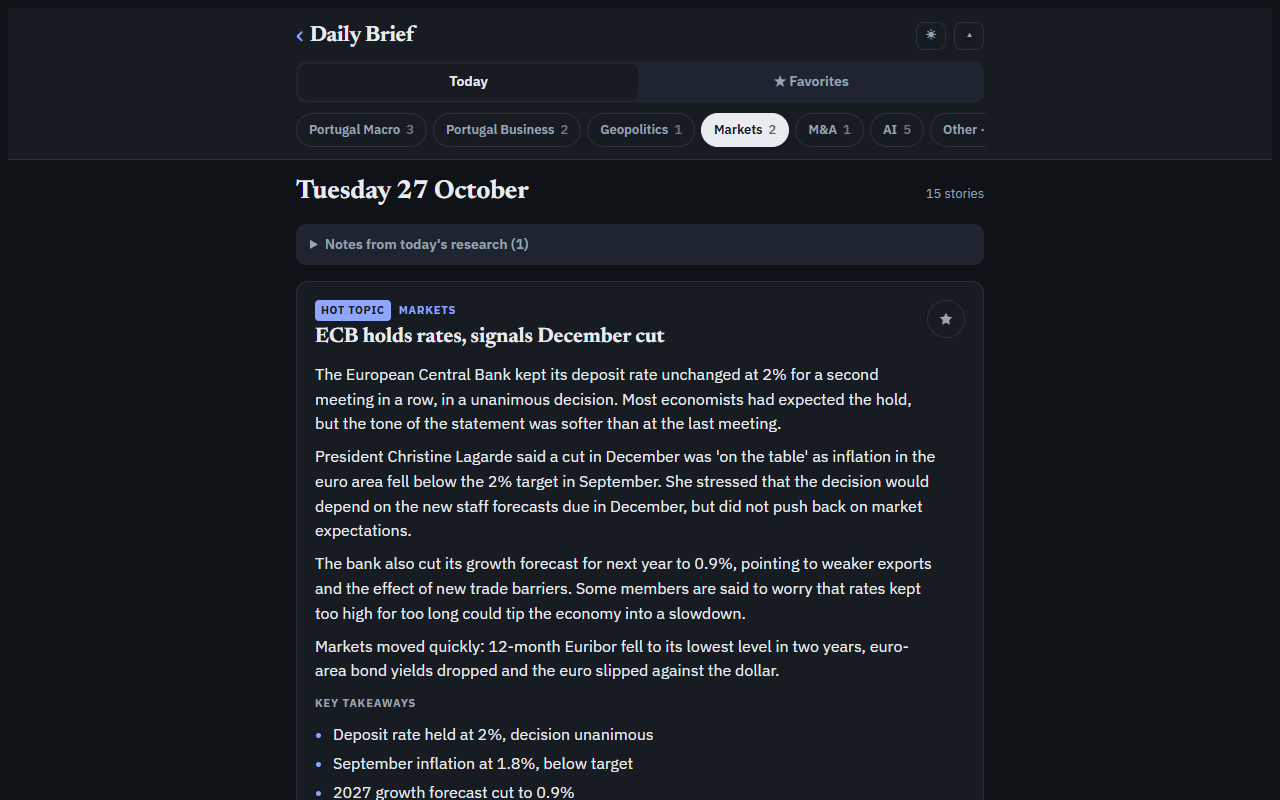 ‹ Daily Brief
Today
★ Favorites
Portugal Macro 3
Portugal Business 2
Geopolitics 1
Markets 2
M&A 1
AI 5
Other ·
Tuesday 27 October
15 stories
Notes from today's research (1)
HOT TOPIC MARKETS
ECB holds rates, signals December cut
The European Central Bank kept its deposit rate unchanged at 2% for a second
meeting in a row, in a unanimous decision. Most economists had expected the hold,
but the tone of the statement was softer than at the last meeting.
President Christine Lagarde said a cut in December was 'on the table' as inflation in the
euro area fell below the 2% target in September. She stressed that the decision would
depend on the new staff forecasts due in December, but did not push back on market
expectations.
The bank also cut its growth forecast for next year to 0.9%, pointing to weaker exports
and the effect of new trade barriers. Some members are said to worry that rates kept
too high for too long could tip the economy into a slowdown.
Markets moved quickly: 12-month Euribor fell to its lowest level in two years, euro-
area bond yields dropped and the euro slipped against the dollar.
KEY TAKEAWAYS
• Deposit rate held at 2%, decision unanimous
• September inflation at 1.8%, below target
• 2027 growth forecast cut to 0.9%